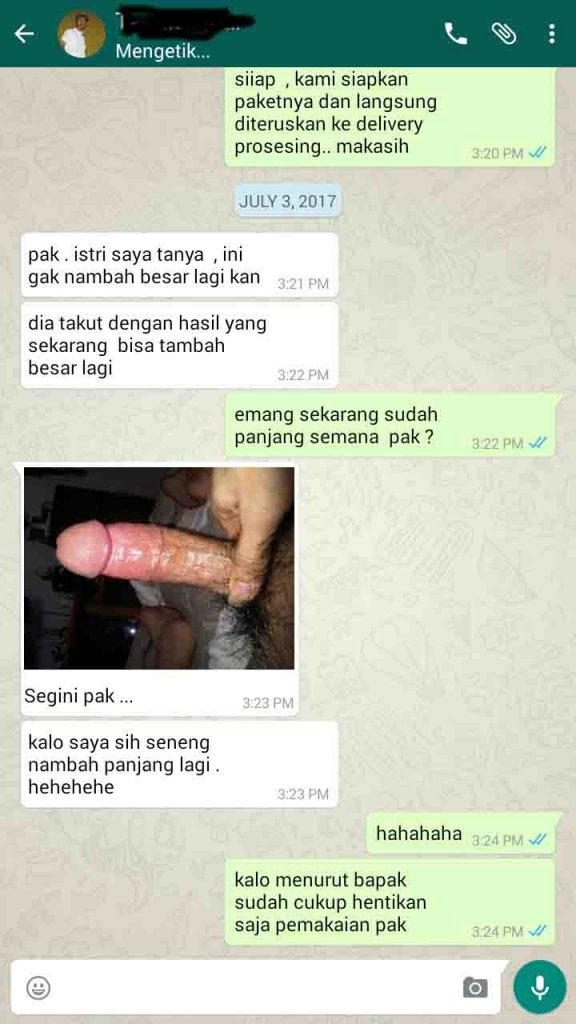 T
Mengetik...
siiap , kami siapkan
paketnya dan langsung
diteruskan ke delivery
prosesing.. makasih
3:20 PM
JULY 3, 2017
pak . istri saya tanya , ini
gak nambah besar lagi kan
3:21 PM
dia takut dengan hasil yang
sekarang bisa tambah
besar lagi
3:22 PM
emang sekarang sudah
panjang semana pak ?
3:22 PM
Segini pak ...
3:23 PM
kalo saya sih seneng
nambah panjang lagi .
hehehehe
3:23 PM
hahahaha
3:24 PM
kalo menurut bapak
sudah cukup hentikan
saja pemakaian pak
3:24 PM